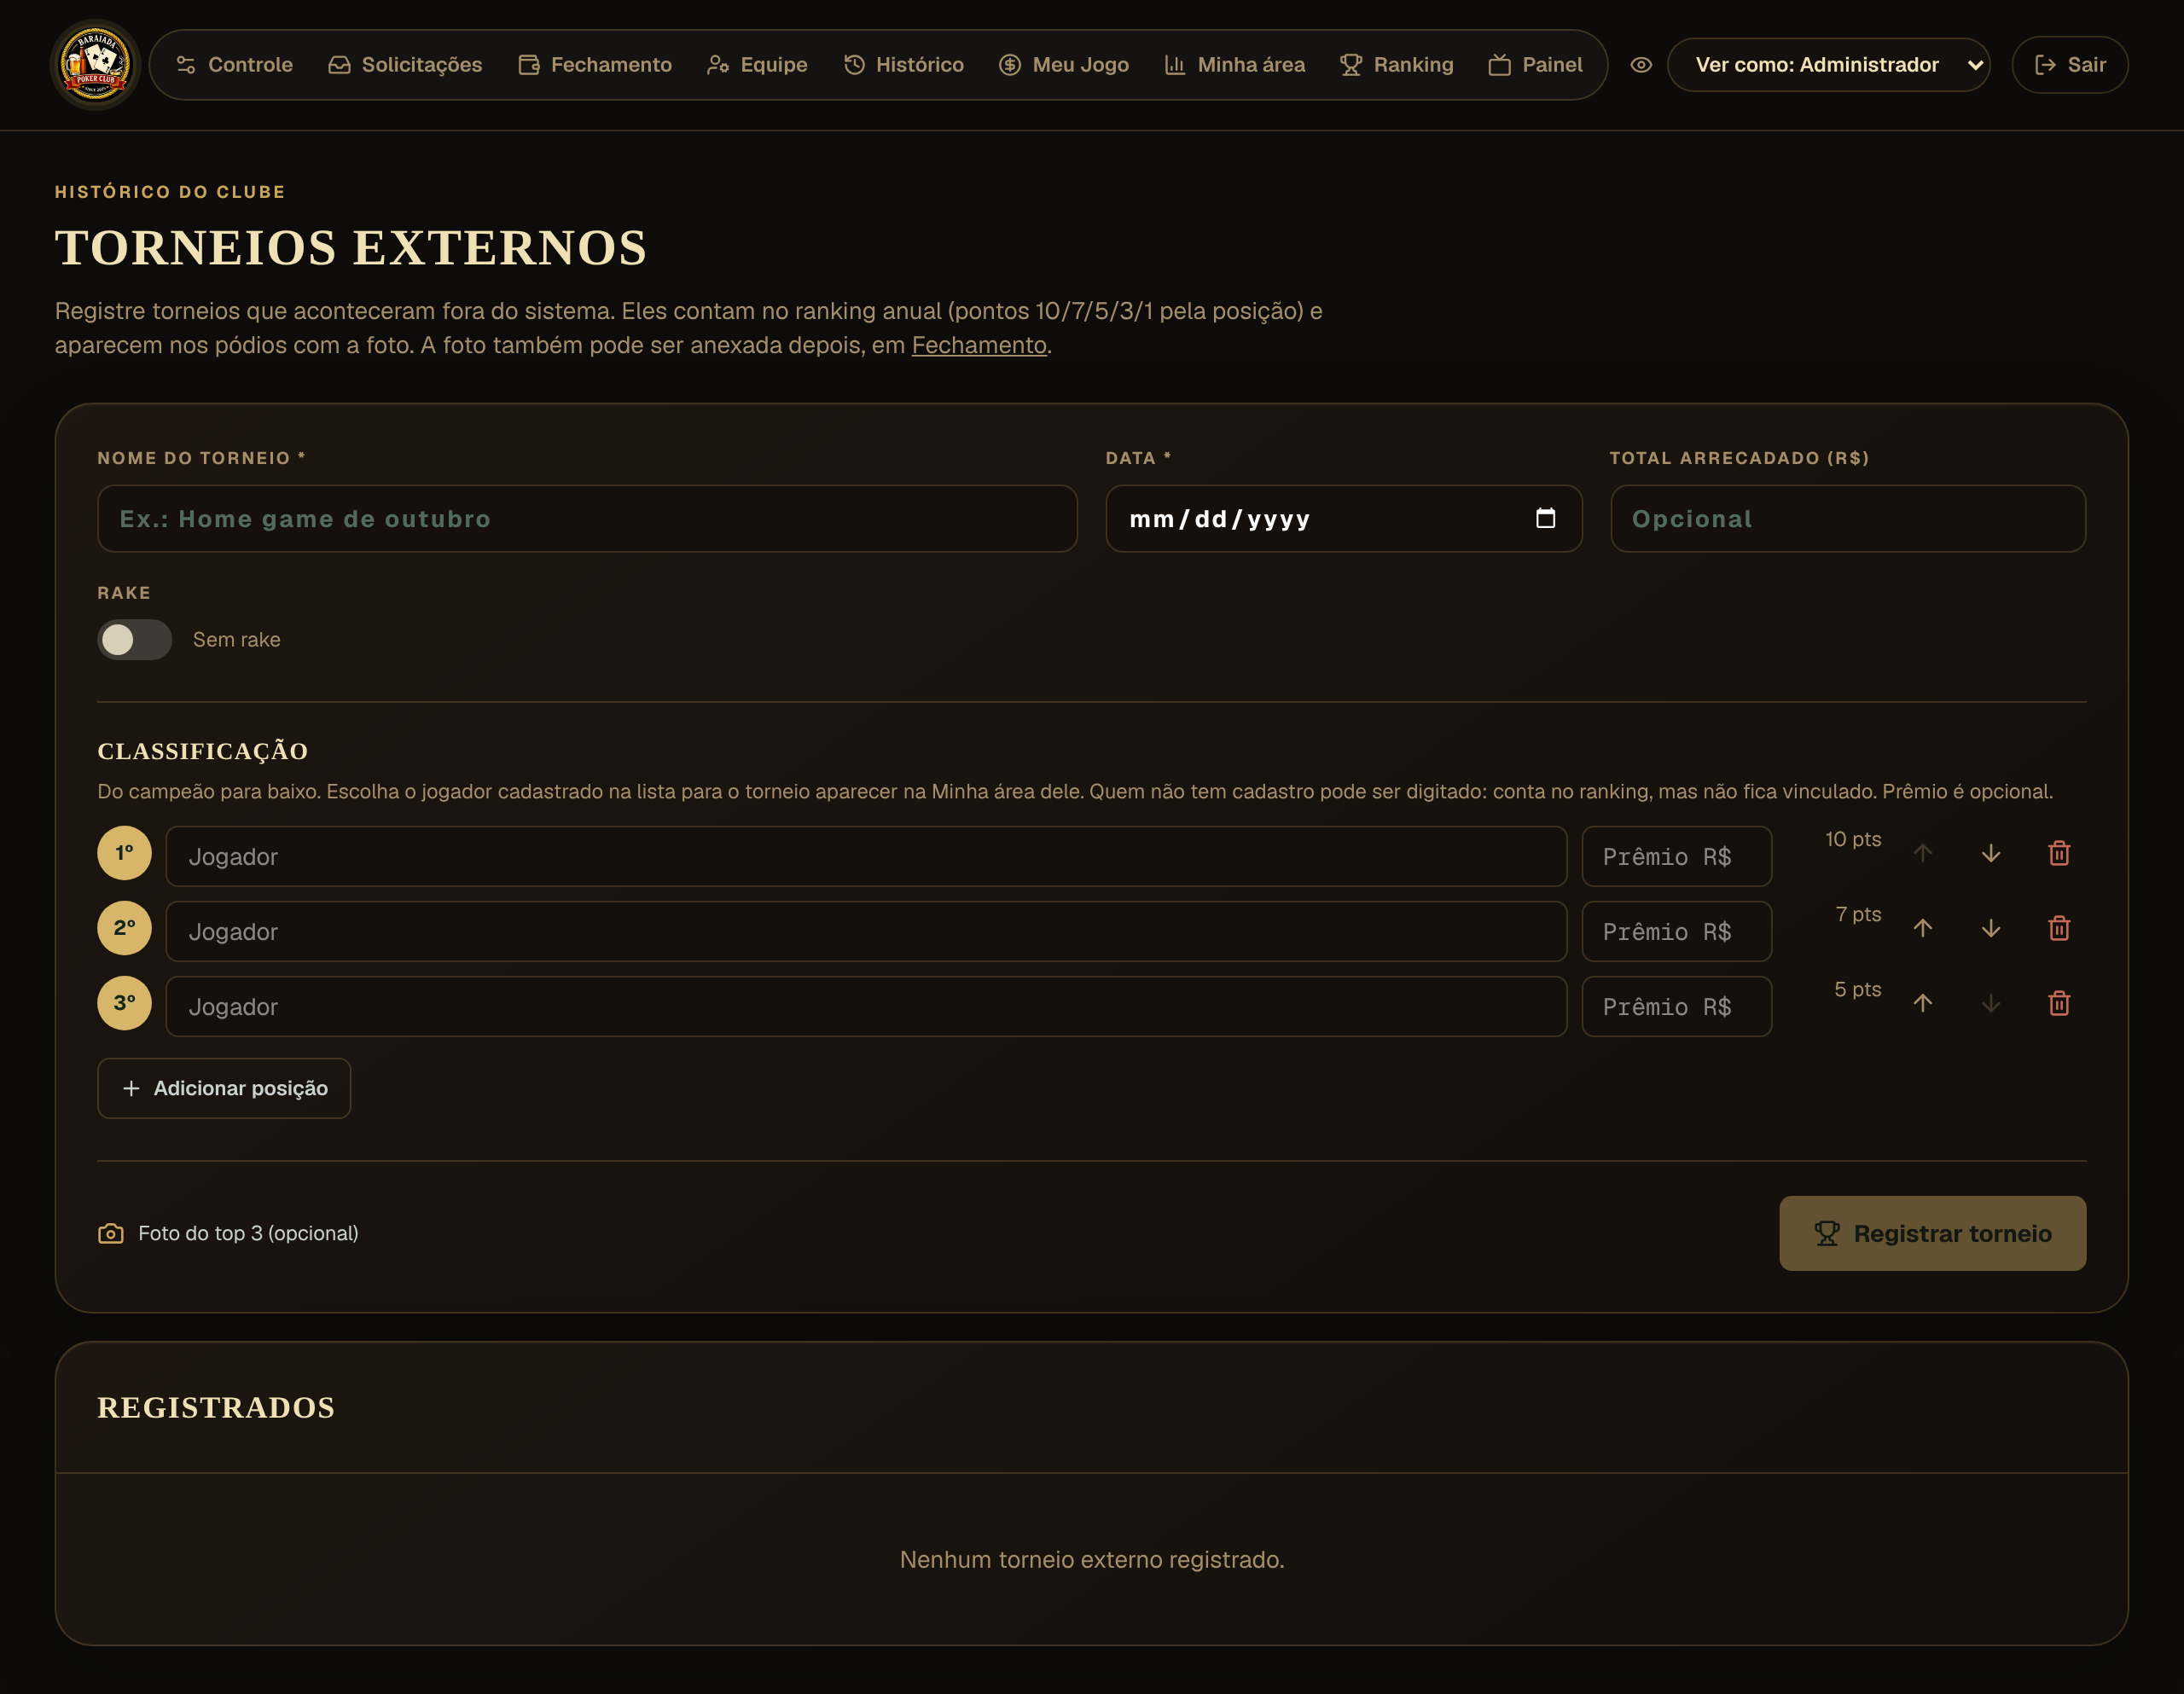 BARAIADA
POKER CLUB
Controle
Solicitações
Fechamento
Equipe
Histórico
Meu Jogo
Minha área
Ranking
Painel
Ver como: Administrador
Sair
HISTÓRICO DO CLUBE
TORNEIOS EXTERNOS
Registre torneios que aconteceram fora do sistema. Eles contam no ranking anual (pontos 10/7/5/3/1 pela posição) e
aparecem nos pódios com a foto. A foto também pode ser anexada depois, em Fechamento.
NOME DO TORNEIO *
DATA *
TOTAL ARRECADADO (R$)
Ex.: Home game de outubro
mm/dd/yyyy
Opcional
RAKE
Sem rake
CLASSIFICAÇÃO
Do campeão para baixo. Escolha o jogador cadastrado na lista para o torneio aparecer na Minha área dele. Quem não tem cadastro pode ser digitado: conta no ranking, mas não fica vinculado. Prêmio é opcional.
1º Jogador Prêmio R$ 10 pts
2º Jogador Prêmio R$ 7 pts
3º Jogador Prêmio R$ 5 pts
Adicionar posição
Foto do top 3 (opcional)
Registrar torneio
REGISTRADOS
Nenhum torneio externo registrado.